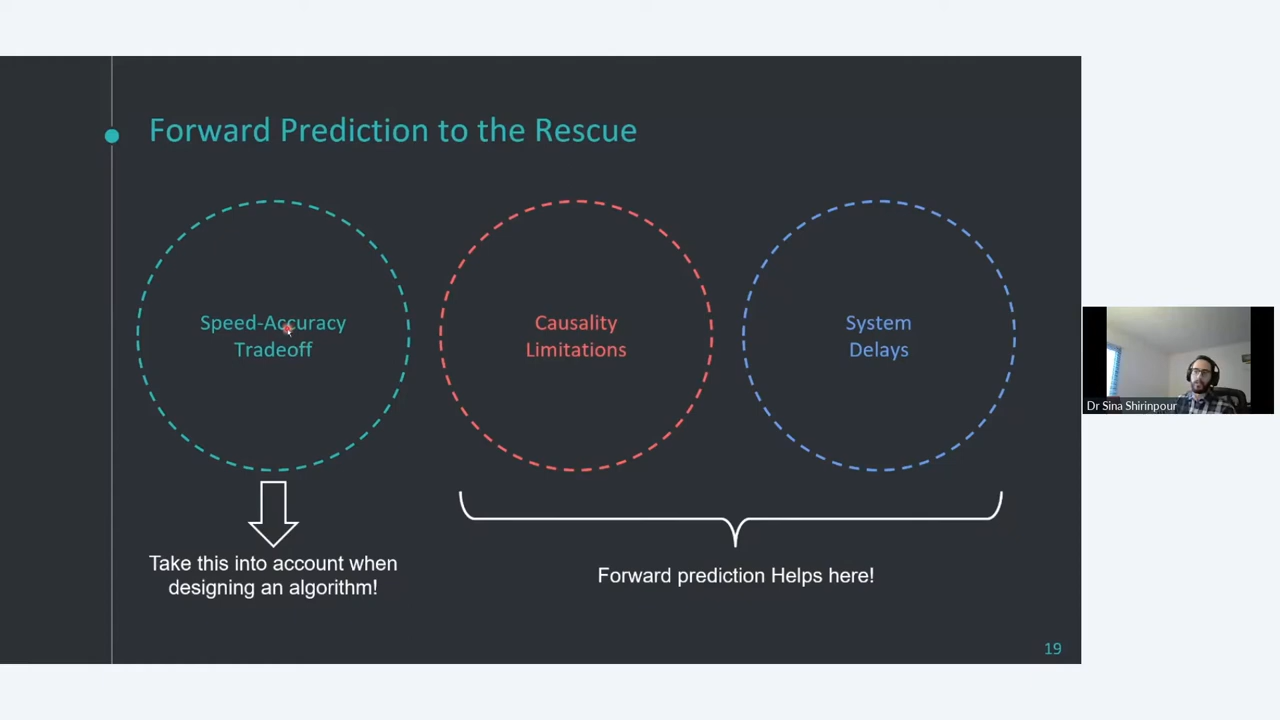 Forward Prediction to the Rescue
Speed-Accuracy
Tradeoff
Causality
Limitations
System
Delays
Take this into account when
designing an algorithm!
Forward prediction Helps here!
19
Dr Sina Shirinpour